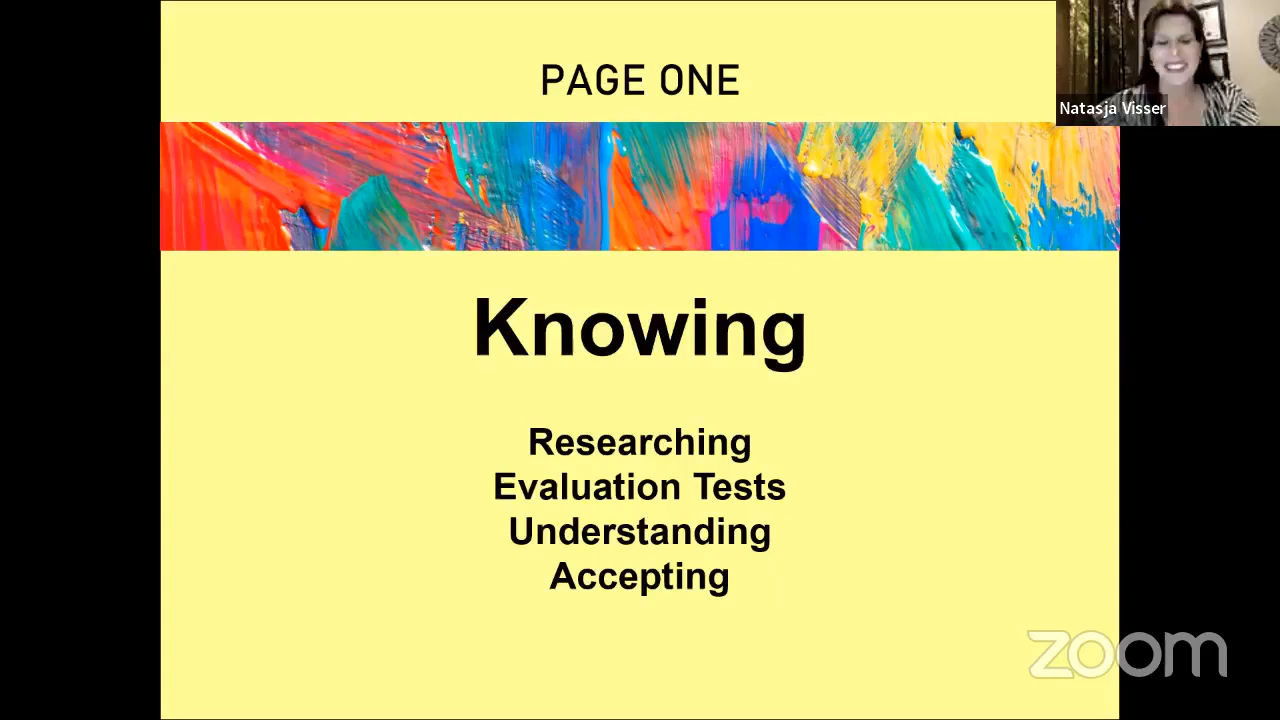 PAGE ONE
Natasja Visser
Knowing
Researching
Evaluation Tests
Understanding
Accepting
zoom